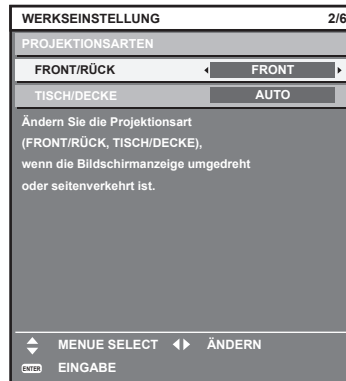 WERKSEINSTELLUNG 2/6
PROJEKTIONSARTEN
FRONT/RÜCK FRONT
TISCH/DECKE AUTO
Ändern Sie die Projektionsart
(FRONT/RÜCK, TISCH/DECKE),
wenn die Bildschirmanzeige umgedreht
oder seitenverkehrt ist.
MENUE SELECT ÄNDERN
ENTER EINGABE